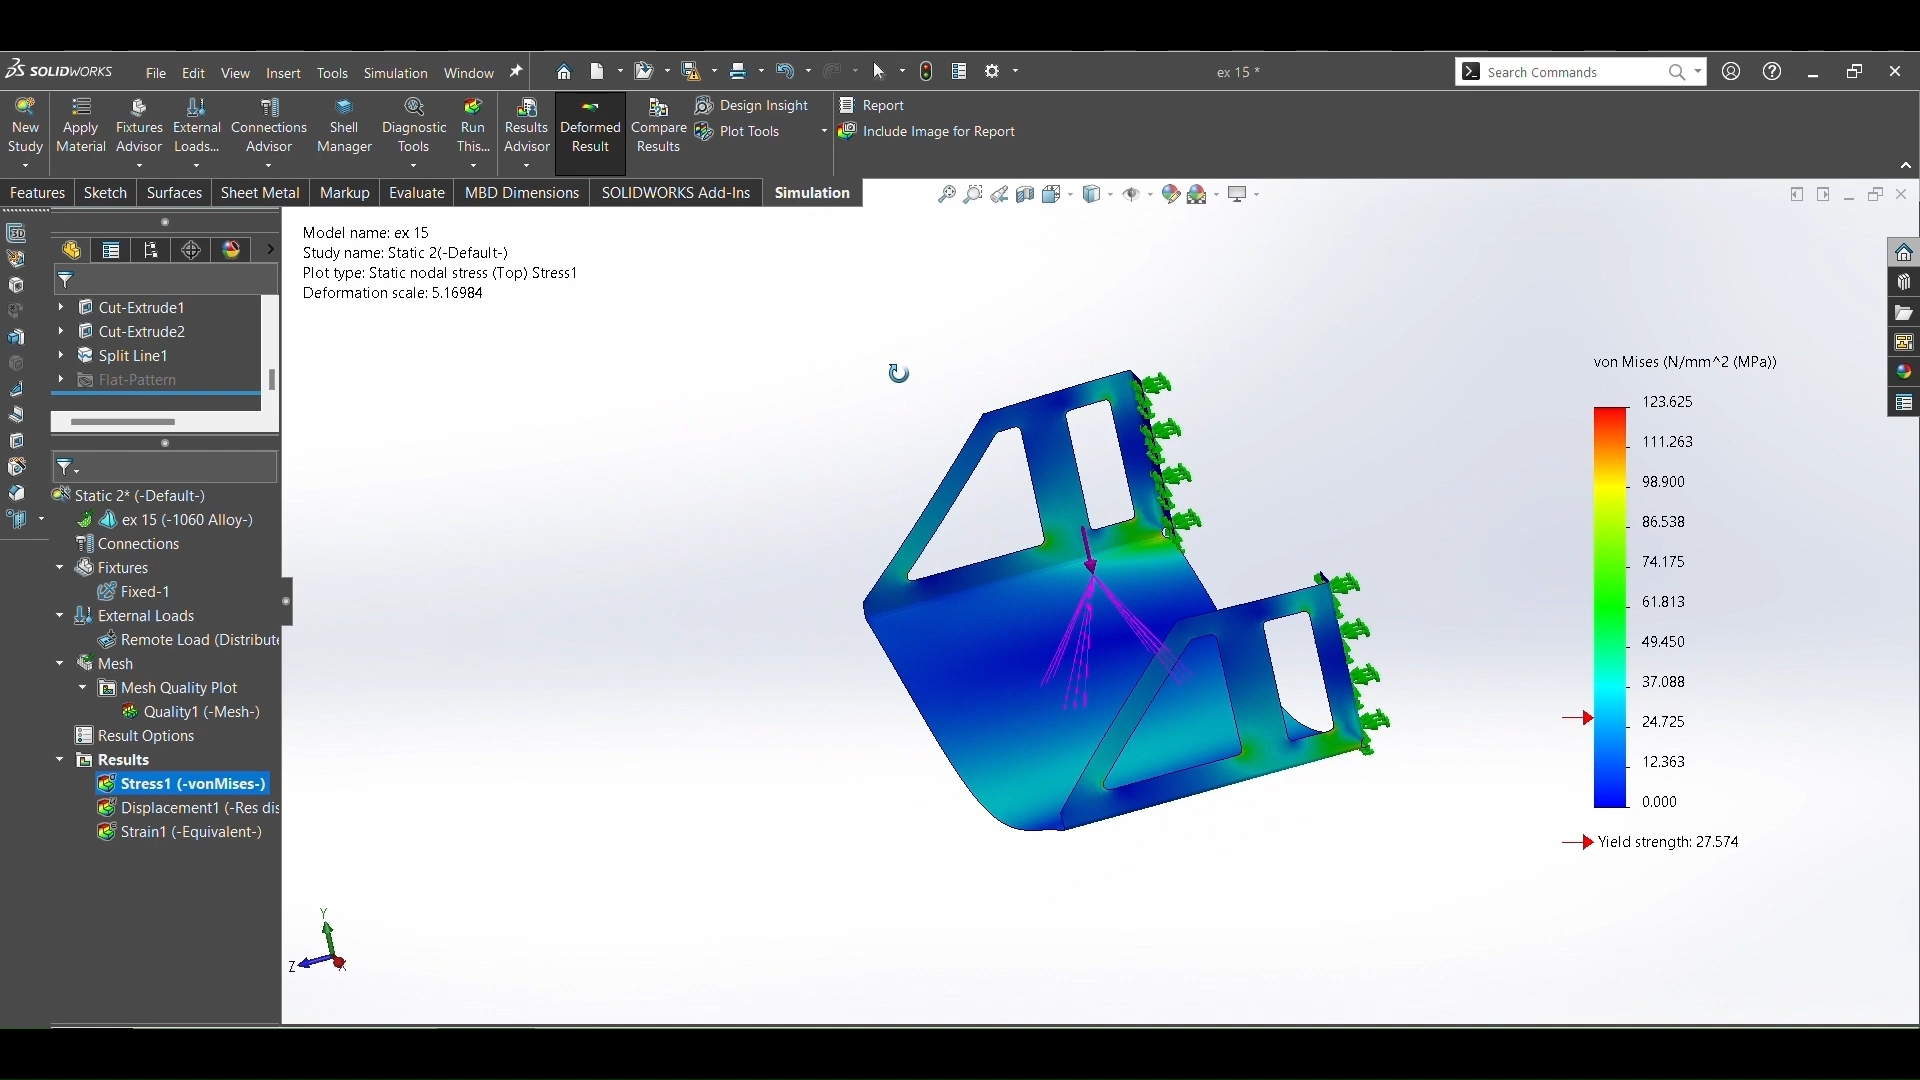 SOLIDWORKS File Edit View Insert Tools Simulation Window
ex 15 *
Search Commands
New Study
Apply Material
Fixtures Advisor
External Loads...
Connections Advisor
Shell Manager
Diagnostic Tools
Run This...
Results Advisor
Deformed Result
Compare Results
Design Insight
Plot Tools
Report
Include Image for Report
Features Sketch Surfaces Sheet Metal Markup Evaluate MBD Dimensions SOLIDWORKS Add-Ins Simulation
Cut-Extrude1
Cut-Extrude2
Split Line1
Flat-Pattern
Static 2* (-Default-)
ex 15 (-1060 Alloy-)
Connections
Fixtures
Fixed-1
External Loads
Remote Load (Distribute
Mesh
Mesh Quality Plot
Quality1 (-Mesh-)
Result Options
Results
Stress1 (-vonMises-)
Displacement1 (-Res dis
Strain1 (-Equivalent-)
Model name: ex 15
Study name: Static 2(-Default-)
Plot type: Static nodal stress (Top) Stress1
Deformation scale: 5.16984
von Mises (N/mm^2 (MPa))
123.625
111.263
98.900
86.538
74.175
61.813
49.450
37.088
24.725
12.363
0.000
Yield strength: 27.574
Y
Z
X